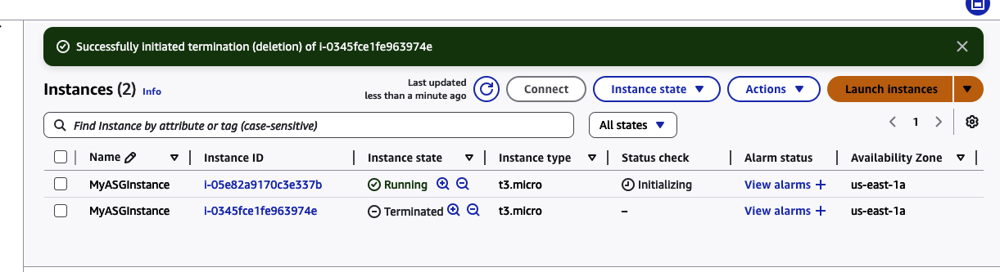 Successfully initiated termination (deletion) of i-0345fce1fe963974e
Instances (2) Info
Last updated
less than a minute ago
Connect
Instance state
Actions
Launch instances
Find Instance by attribute or tag (case-sensitive)
All states
1
Name Instance ID Instance state Instance type Status check Alarm status Availability Zone
MyASGInstance i-05e82a9170c3e337b Running t3.micro Initializing View alarms + us-east-1a
MyASGInstance i-0345fce1fe963974e Terminated t3.micro – View alarms + us-east-1a